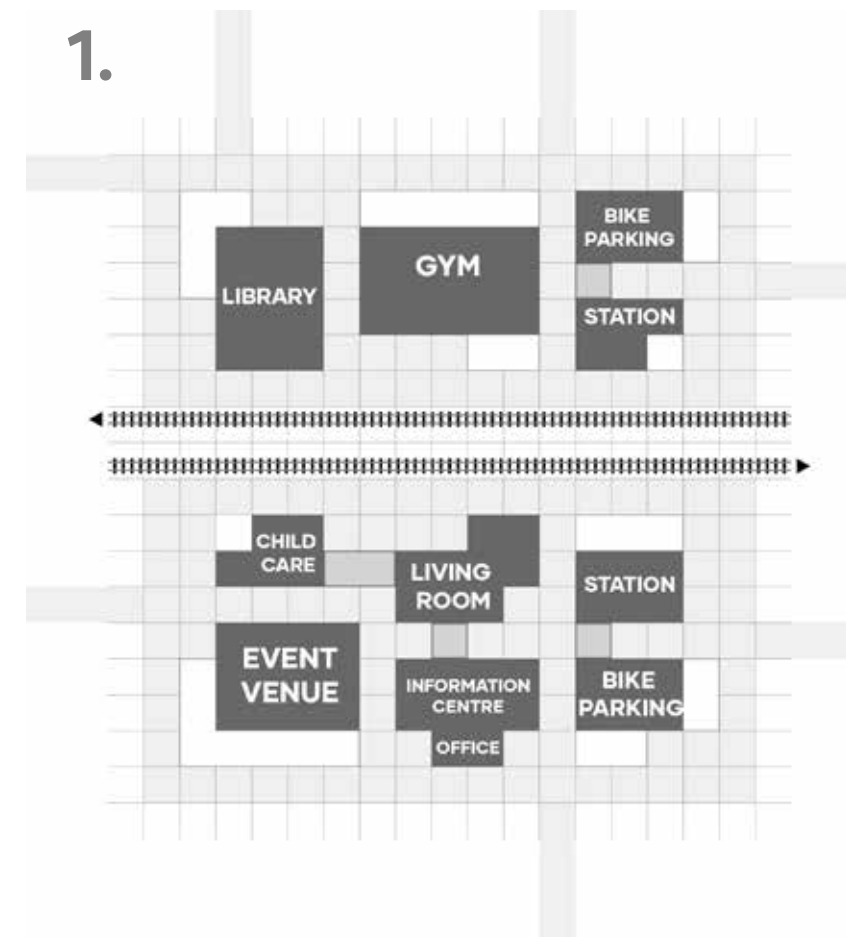 1.
BIKE
PARKING
GYM
LIBRARY
STATION
CHILD
CARE
LIVING
ROOM
STATION
EVENT
VENUE
INFORMATION
CENTRE
BIKE
PARKING
OFFICE